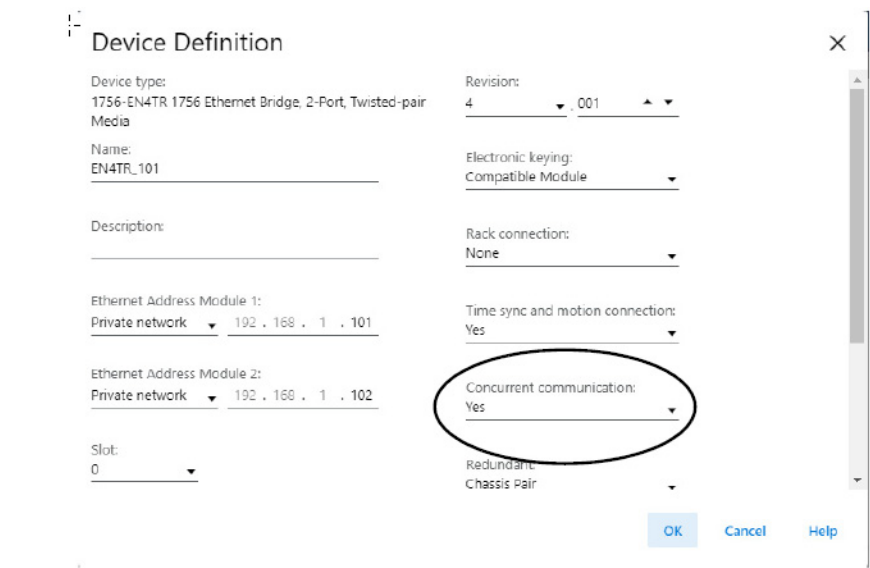 Device Definition
Device type:
1756-EN4TR 1756 Ethernet Bridge, 2-Port, Twisted-pair
Media
Name:
EN4TR_101
Description:
Ethernet Address Module 1:
Private network 192 . 168 . 1 . 101
Ethernet Address Module 2:
Private network 192 . 168 . 1 . 102
Slot:
0
Revision:
4 . 001
Electronic keying:
Compatible Module
Rack connection:
None
Time sync and motion connection:
Yes
Concurrent communication:
Yes
Redundant:
Chassis Pair
OK Cancel Help